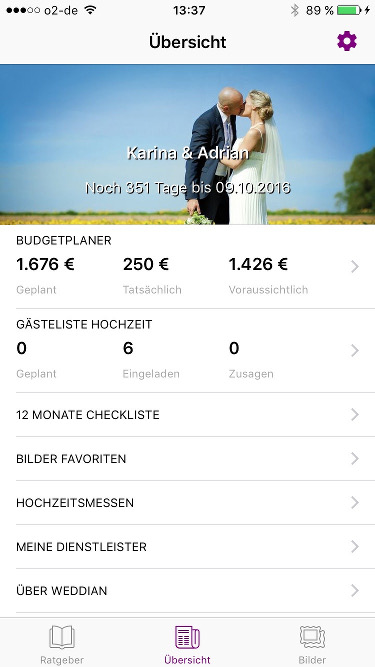 o2-de 13:37 89 %
Übersicht
Karina & Adrian
Noch 351 Tage bis 09.10.2016
BUDGETPLANER
1.676 € 250 € 1.426 €
Geplant Tatsächlich Voraussichtlich
GÄSTELISTE HOCHZEIT
0 6 0
Geplant Eingeladen Zusagen
12 MONATE CHECKLISTE
BILDER FAVORITEN
HOCHZEITSMESSEN
MEINE DIENSTLEISTER
ÜBER WEDDIAN
Ratgeber Übersicht Bilder